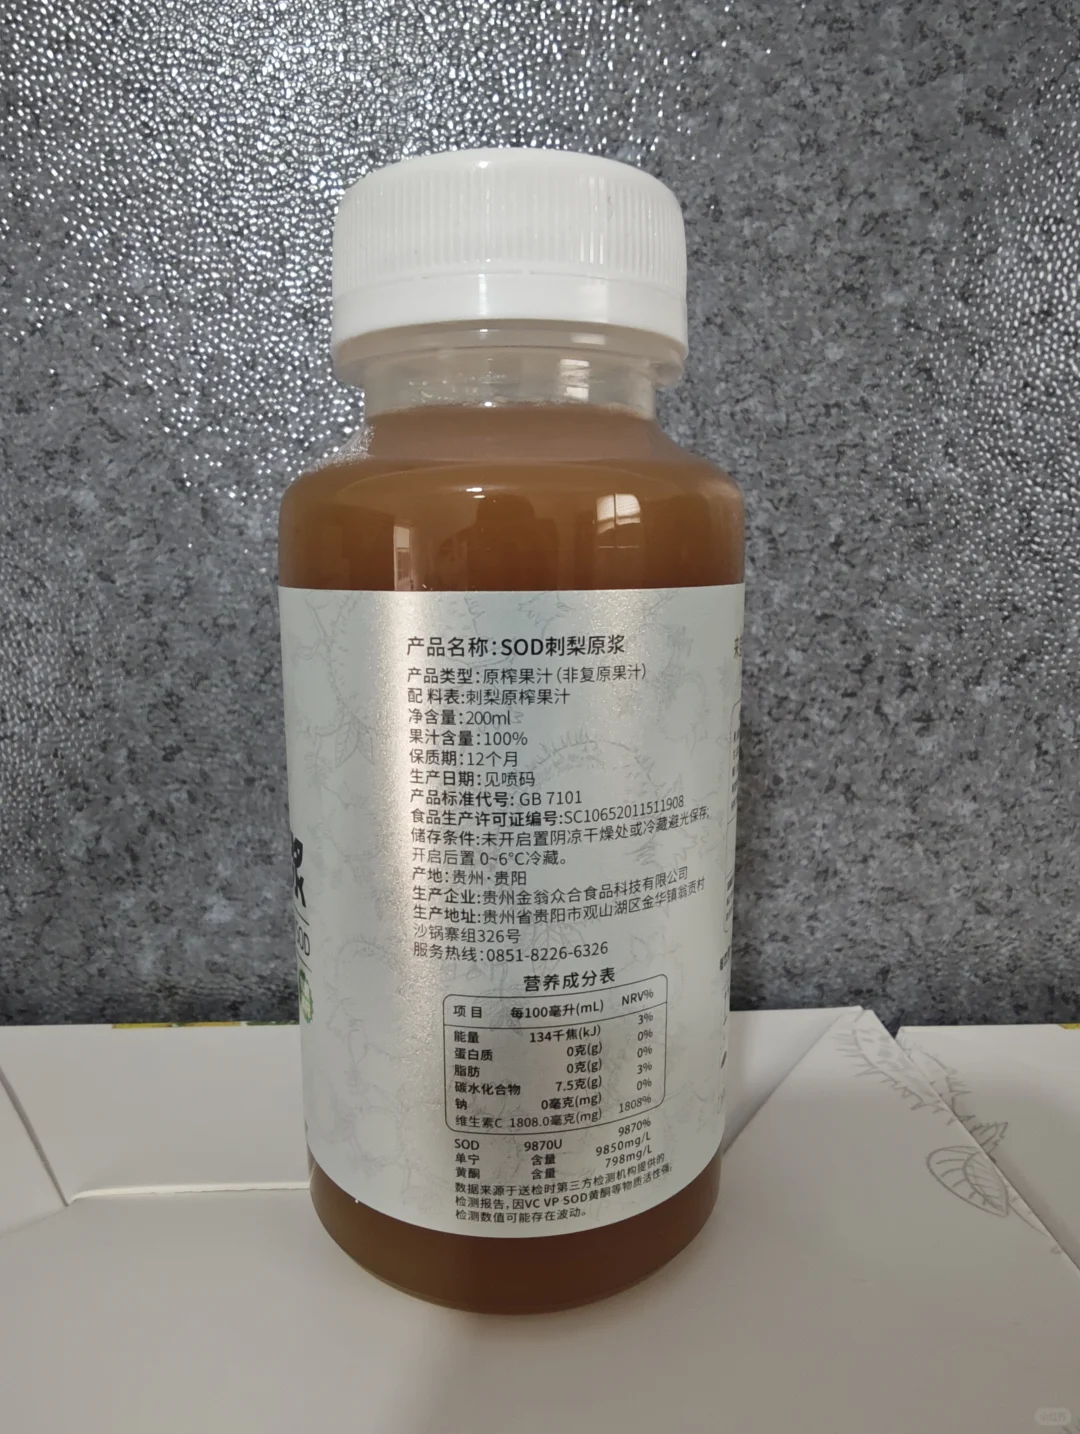 产品名称：SOD刺梨原浆
产品类型：原榨果汁（非复原果汁）
配 料表:刺梨原榨果汁
净含量：200ml
果汁含量：100%
保质期：12个月
生产日期：见喷码
产品标准代号：GB 7101
食品生产许可证编号:SC10652011511908
储存条件:未开启置阴凉干燥处或冷藏避光保存;
开启后置 0~6℃冷藏。
产地：贵州·贵阳
生产企业:贵州金翁众合食品科技有限公司
生产地址:贵州省贵阳市观山湖区金华镇翁贡村
沙锅寨组326号
服务热线：0851-8226-6326
营养成分表
项目 每100毫升(mL) NRV%
能量 134千焦(kJ) 3%
蛋白质 0克(g) 0%
脂肪 0克(g) 0%
碳水化合物 7.5克(g) 3%
钠 0毫克(mg) 0%
维生素C 1808.0毫克(mg) 1808%
SOD 9870U 9870%
单宁 含量 9850mg/L
黄酮 含量 798mg/L
数据来源于送检时第三方检测机构提供的
检测报告，因VC VP SOD黄酮等物质活性强，
检测数值可能存在波动。
浆
SOD